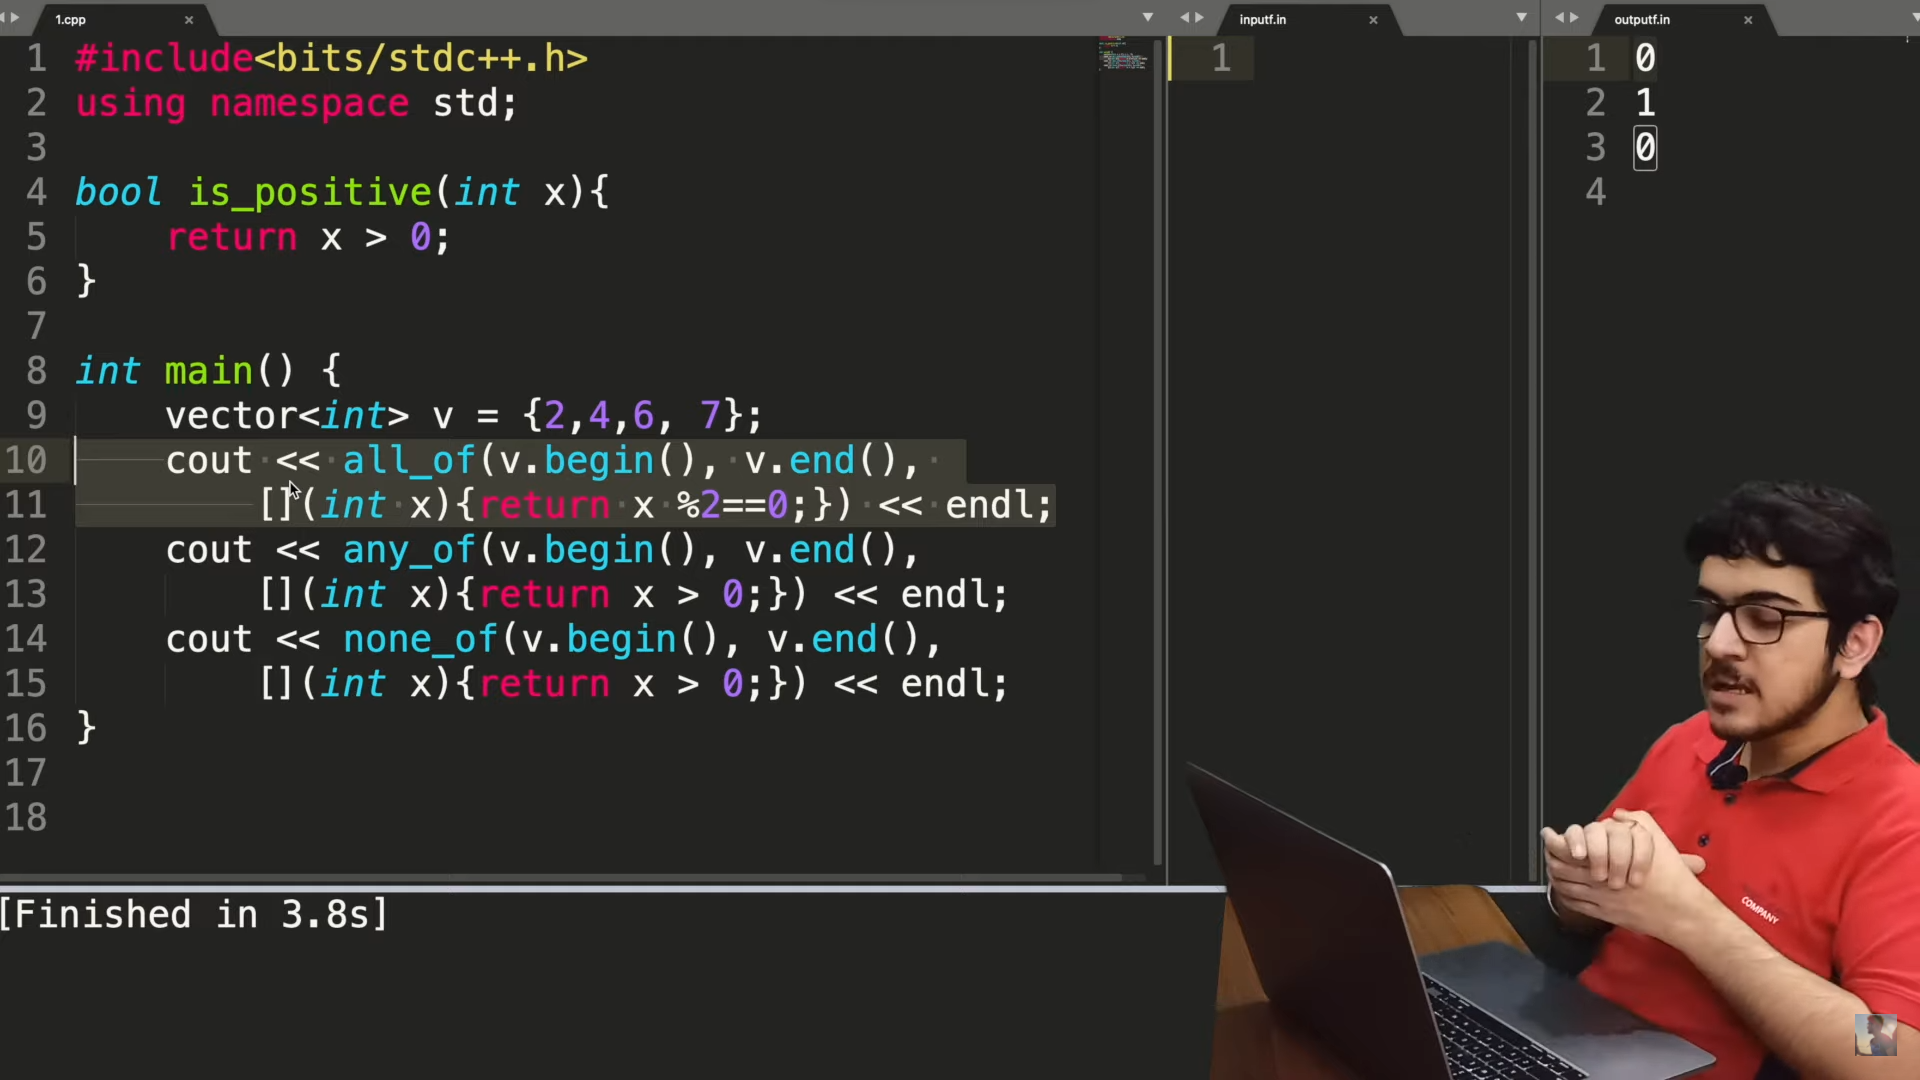 1.cpp
inputf.in
outputf.in
1 #include<bits/stdc++.h>
2 using namespace std;
3
4 bool is_positive(int x){
5 return x > 0;
6 }
7
8 int main() {
9 vector<int> v = {2,4,6, 7};
10 cout << all_of(v.begin(), v.end(),
11 [](int x){return x %2==0;}) << endl;
12 cout << any_of(v.begin(), v.end(),
13 [](int x){return x > 0;}) << endl;
14 cout << none_of(v.begin(), v.end(),
15 [](int x){return x > 0;}) << endl;
16 }
17
18
1
1 0
2 1
3 0
4
[Finished in 3.8s]
COMPANY